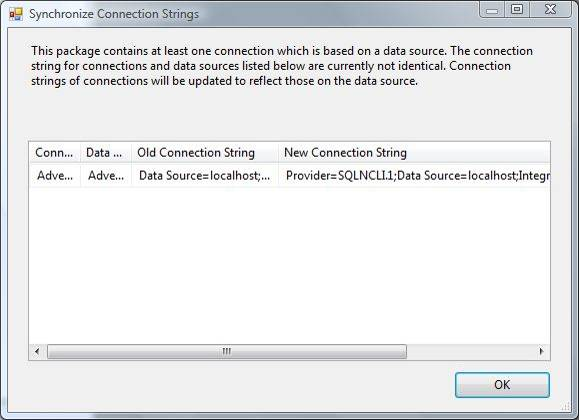 Synchronize Connection Strings
This package contains at least one connection which is based on a data source. The connection
string for connections and data sources listed below are currently not identical. Connection
strings of connections will be updated to reflect those on the data source.
Conn... Data ... Old Connection String New Connection String
Adve... Adve... Data Source=localhost;... Provider=SQLNCLI.1;Data Source=localhost;Integr
OK